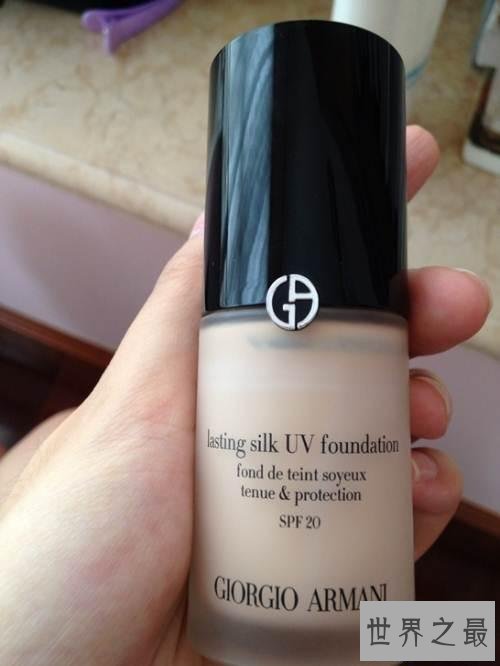 GA
lasting silk UV foundation
fond de teint soyeux
tenue & protection
SPF 20
GIORGIO ARMANI
世界之最